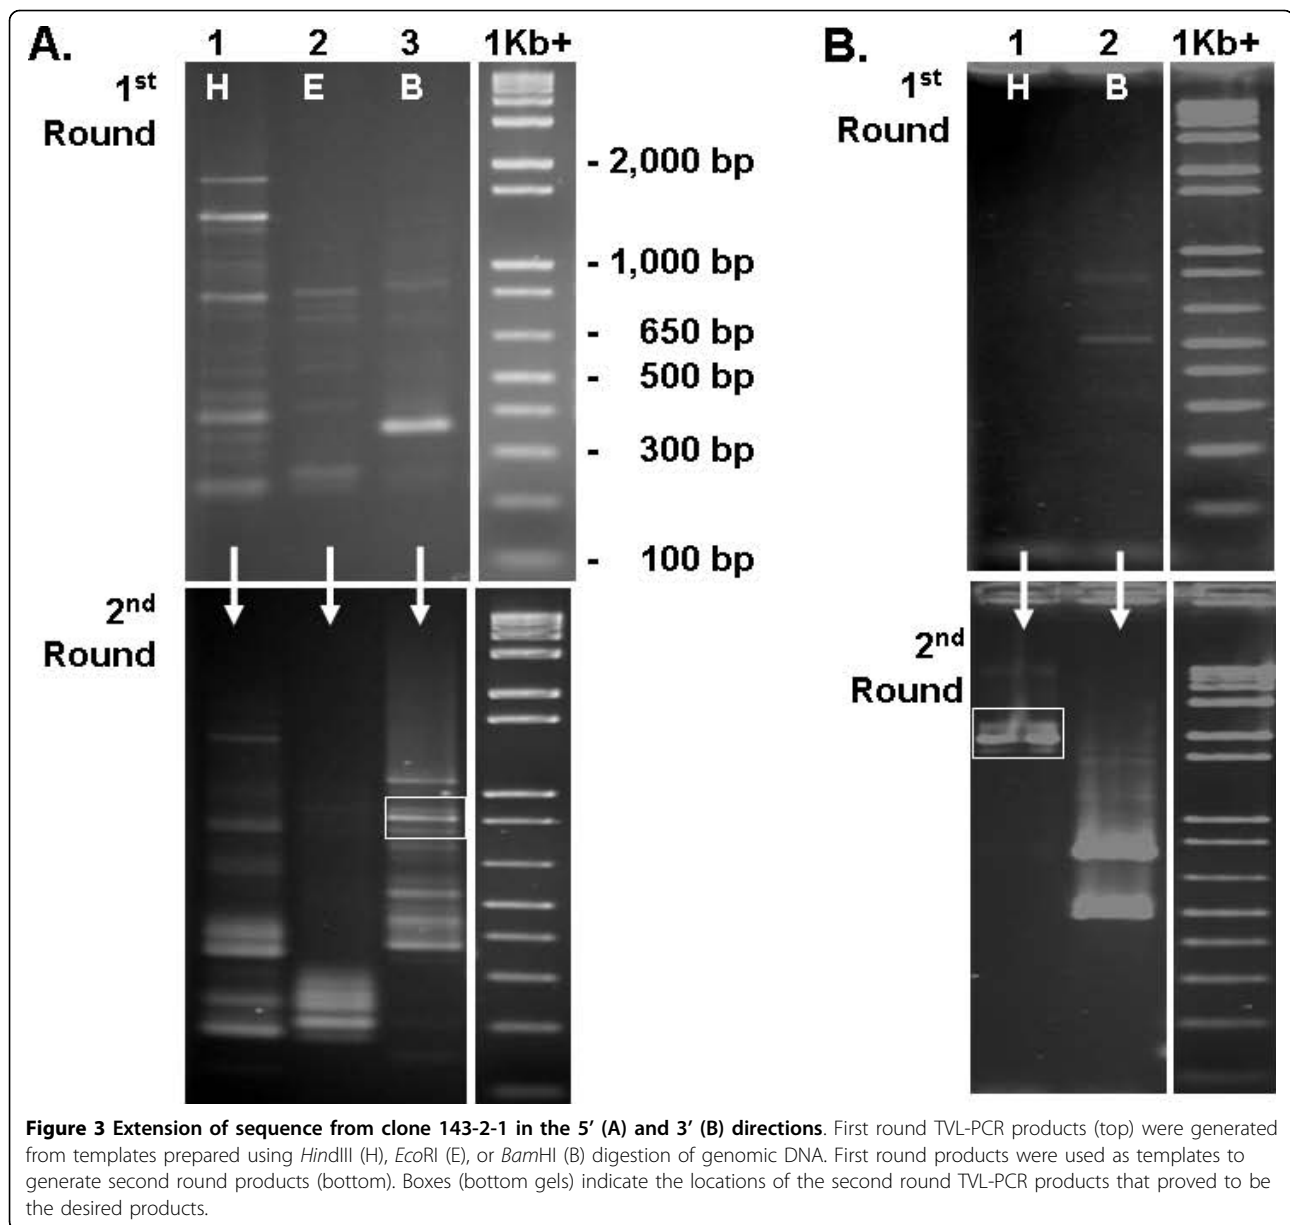 A. 1 2 3 1Kb+
B. 1 2 1Kb+
1st Round
H E B
1st Round
H B
- 2,000 bp
- 1,000 bp
- 650 bp
- 500 bp
- 300 bp
- 100 bp
2nd Round
2nd Round
Figure 3 Extension of sequence from clone 143-2-1 in the 5’ (A) and 3’ (B) directions. First round TVL-PCR products (top) were generated
from templates prepared using HindIII (H), EcoRI (E), or BamHI (B) digestion of genomic DNA. First round products were used as templates to
generate second round products (bottom). Boxes (bottom gels) indicate the locations of the second round TVL-PCR products that proved to be
the desired products.